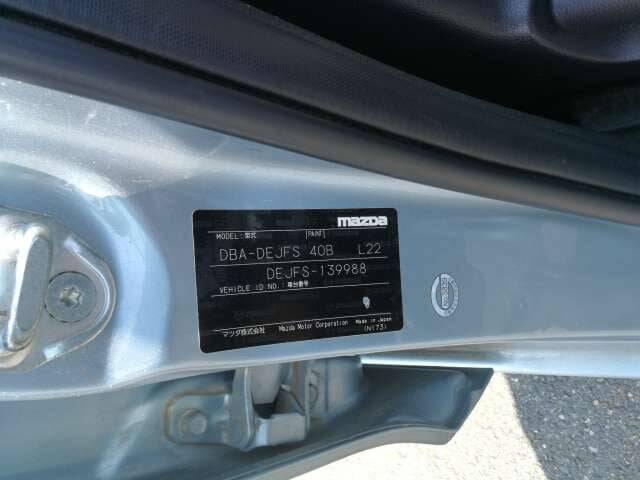 mazda
MODEL:型式 [PAINT]
DBA-DEJFS 40B L22
DEJFS-139988
VEHICLE ID NO.:車台番号
マツダ株式会社 Mazda Motor Corporation Made in Japan
(N173)